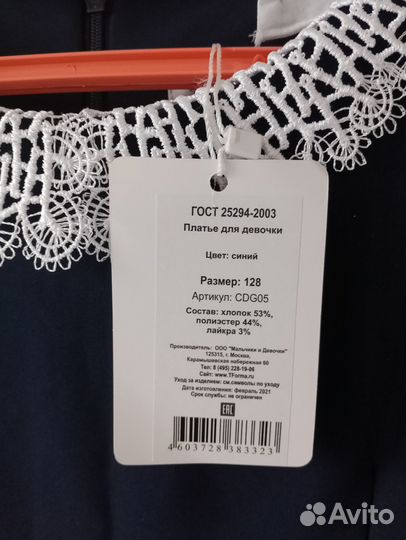 ГОСТ 25294-2003
Платье для девочки
Цвет: синий
Размер: 128
Артикул: CDG05
Состав: хлопок 53%,
полиэстер 44%,
лайкра 3%
Производитель: ООО "Мальчики и Девочки"
125315, г. Москва,
Карамышевская набережная 60
Тел: 8 (495) 228-19-06
Сайт: www.TForma.ru
Уход за изделием: см.символы по уходу
Дата изготовления: февраль 2021
Срок службы: не ограничен
EAC
4603728383323
Avito